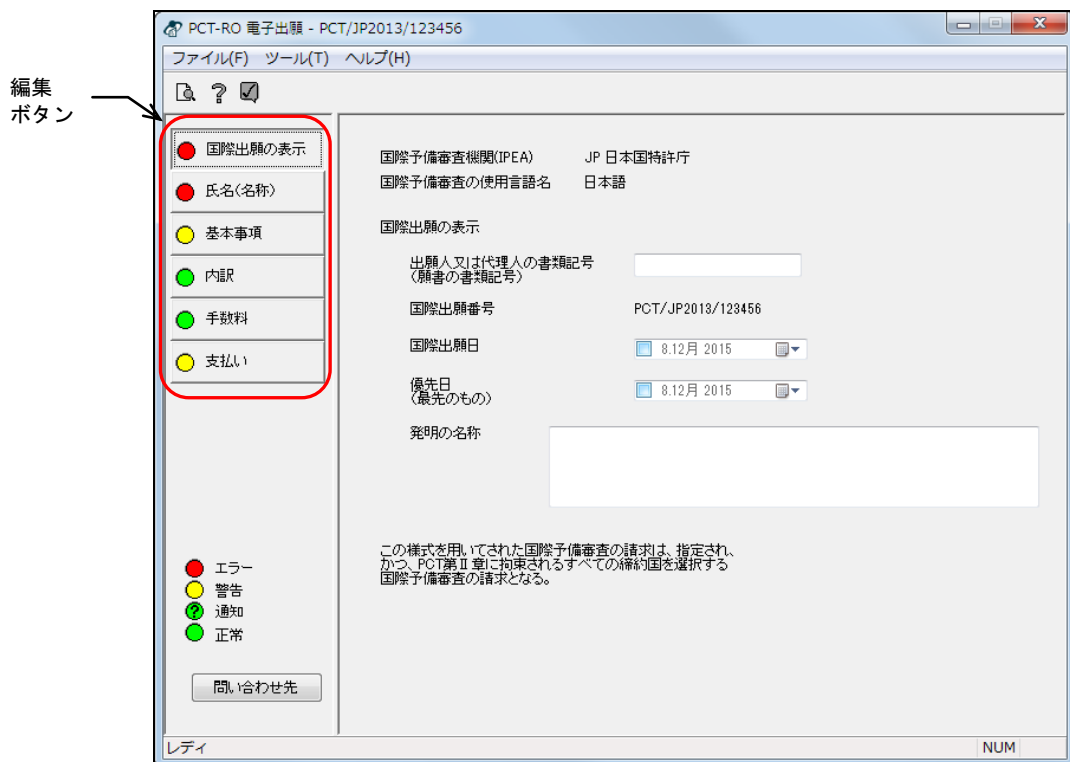 PCT-RO 電子出願 - PCT/JP2013/123456
ファイル(F) ツール(T) ヘルプ(H)
編集
ボタン
国際出願の表示
氏名(名称)
基本事項
内訳
手数料
支払い
エラー
警告
通知
正常
問い合わせ先
国際予備審査機関(IPEA) JP 日本国特許庁
国際予備審査の使用言語名 日本語
国際出願の表示
出願人又は代理人の書類記号
(願書の書類記号)
国際出願番号 PCT/JP2013/123456
国際出願日 8.12月 2015
優先日
(最先のもの) 8.12月 2015
発明の名称
この様式を用いてされた国際予備審査の請求は、指定され、
かつ、PCT第Ⅱ章に拘束されるすべての締約国を選択する
国際予備審査の請求となる。
レディ NUM